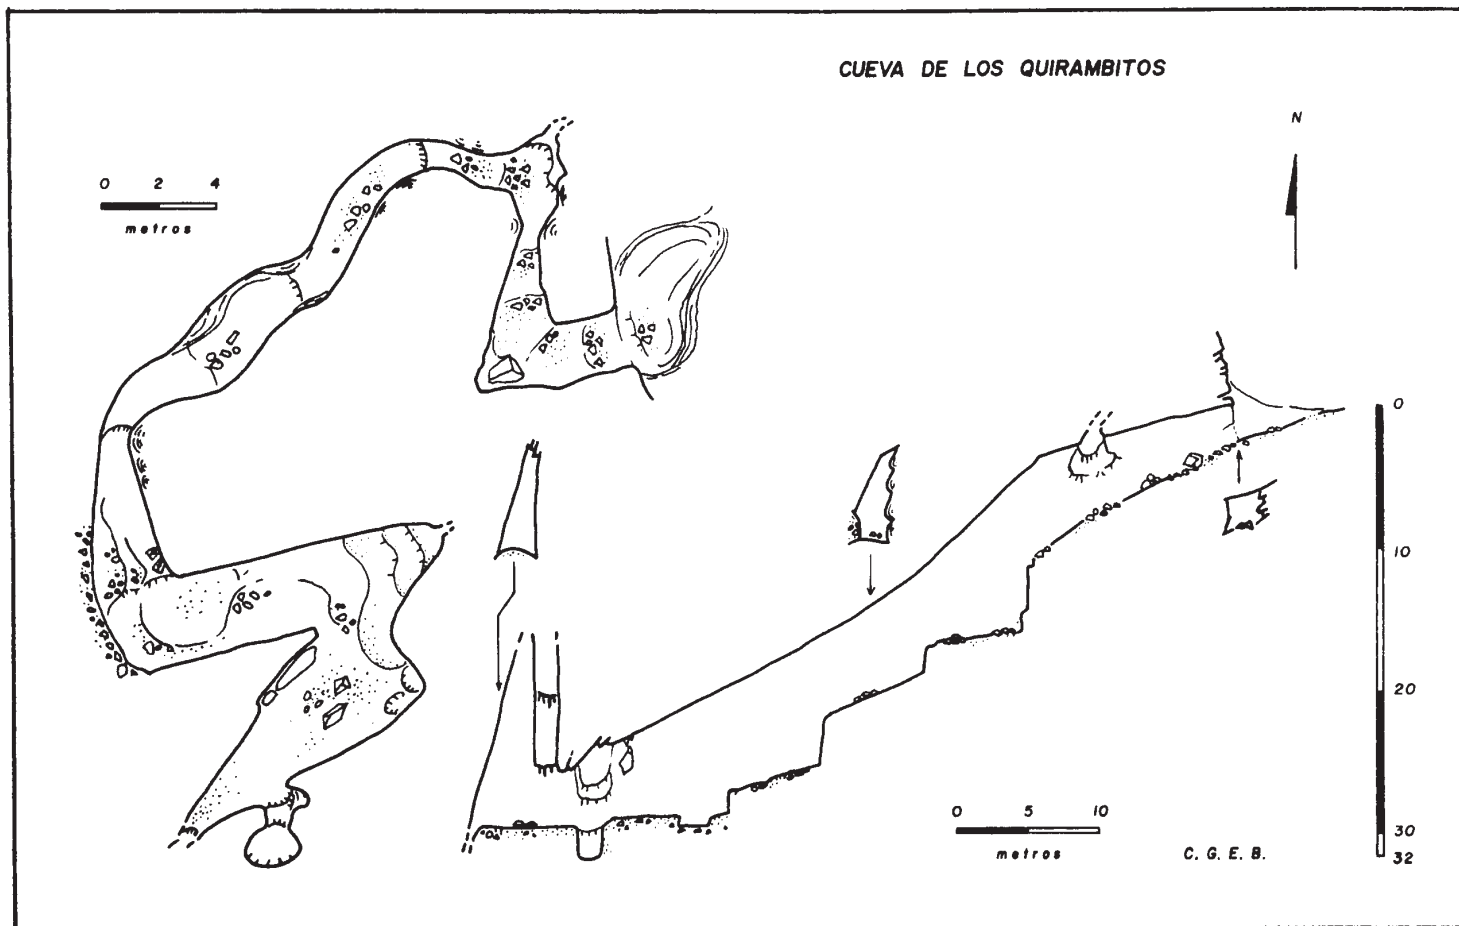 CUEVA DE LOS QUIRAMBITOS
N
0 2 4
metros
0
10
20
30
32
0 5 10
metros
C. G. E. B.